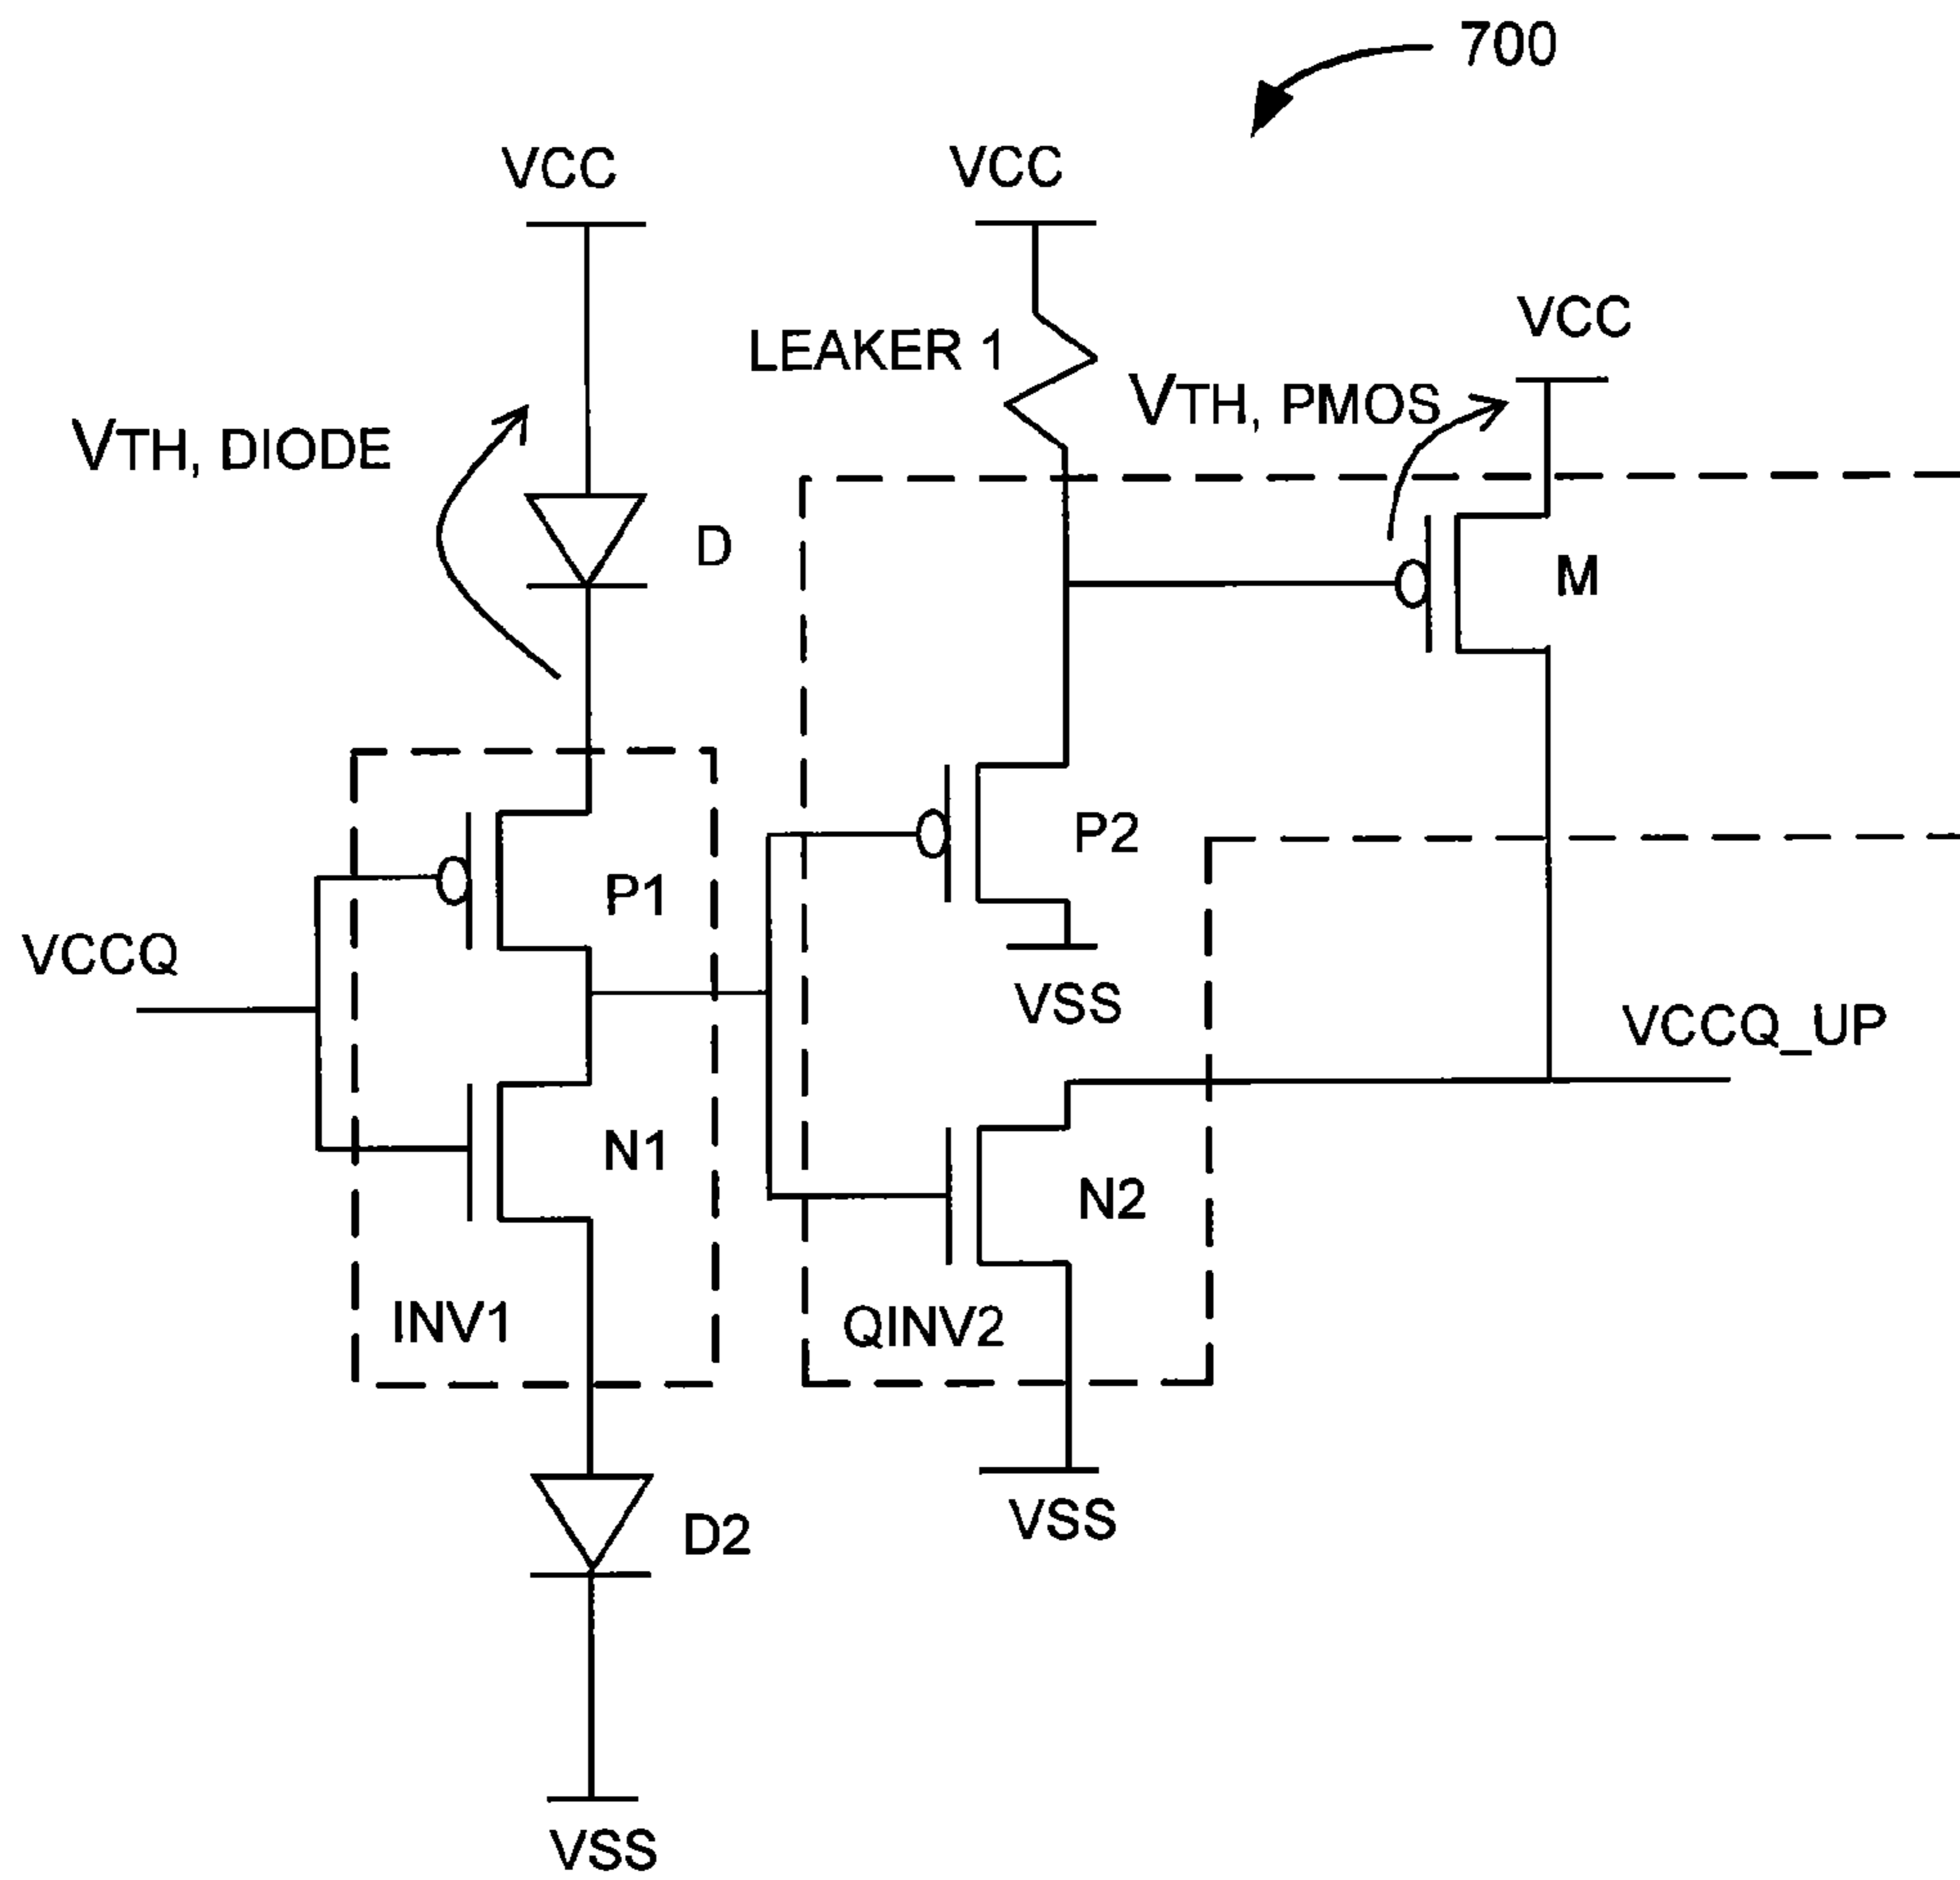 700
VCC
VCC
VCC
LEAKER 1
VTH, PMOS
VTH, DIODE
D
M
P2
P1
VCCQ
VSS
VCCQ_UP
N1
N2
INV1
QINV2
VSS
D2
VSS